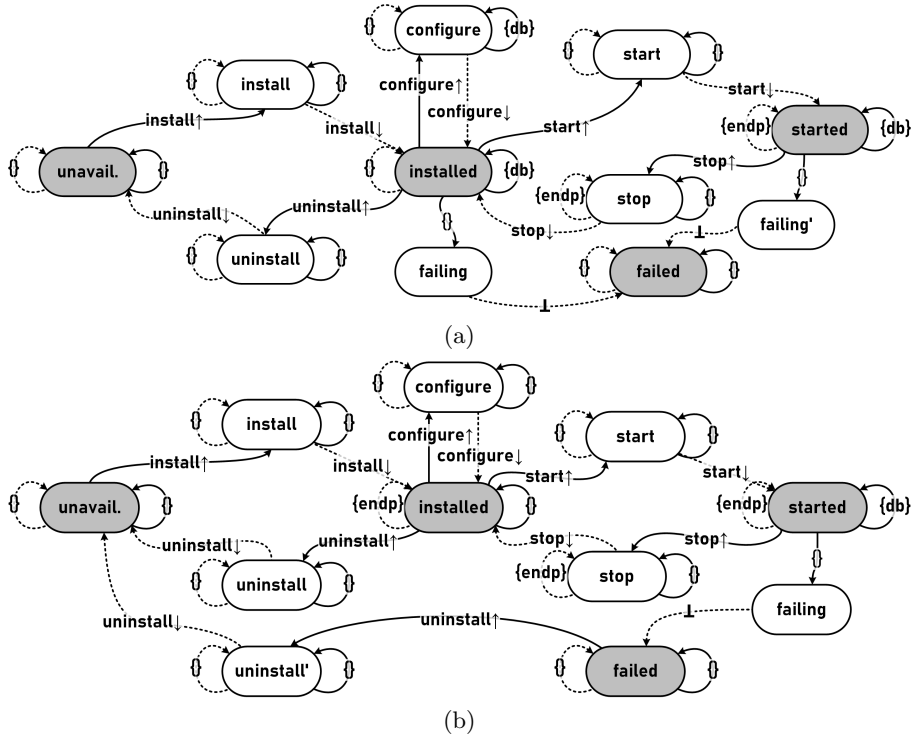 {}
configure
{db}
{}
start
{}
{}
install
{}
configure↑
configure↓
start↓
install↑
install↓
start↑
{endp}
started
{db}
{}
unavail.
{}
{}
installed
{db}
stop↑
{}
{endp}
stop
{}
uninstall↓
uninstall↑
{}
stop↓
failing'
⊥
{}
uninstall
{}
failing
{}
failed
{}
⊥
(a)
{}
configure
{}
{}
install
{}
{}
start
{}
configure↑
configure↓
install↑
install↓
start↑
start↓
{}
unavail.
{}
{endp}
installed
{}
{endp}
started
{db}
uninstall↓
uninstall↑
stop↓
stop↑
{}
{}
uninstall
{}
{endp}
stop
{}
failing
⊥
uninstall↓
uninstall↑
{}
uninstall'
{}
{}
failed
{}
(b)